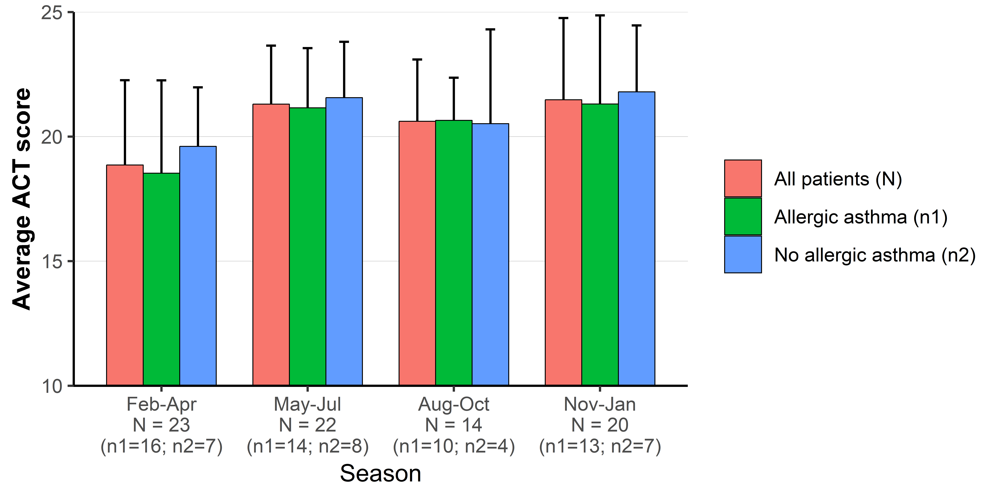 Average ACT score
25
20
15
10
Feb-Apr
N = 23
(n1=16; n2=7)
May-Jul
N = 22
(n1=14; n2=8)
Aug-Oct
N = 14
(n1=10; n2=4)
Nov-Jan
N = 20
(n1=13; n2=7)
Season
All patients (N)
Allergic asthma (n1)
No allergic asthma (n2)